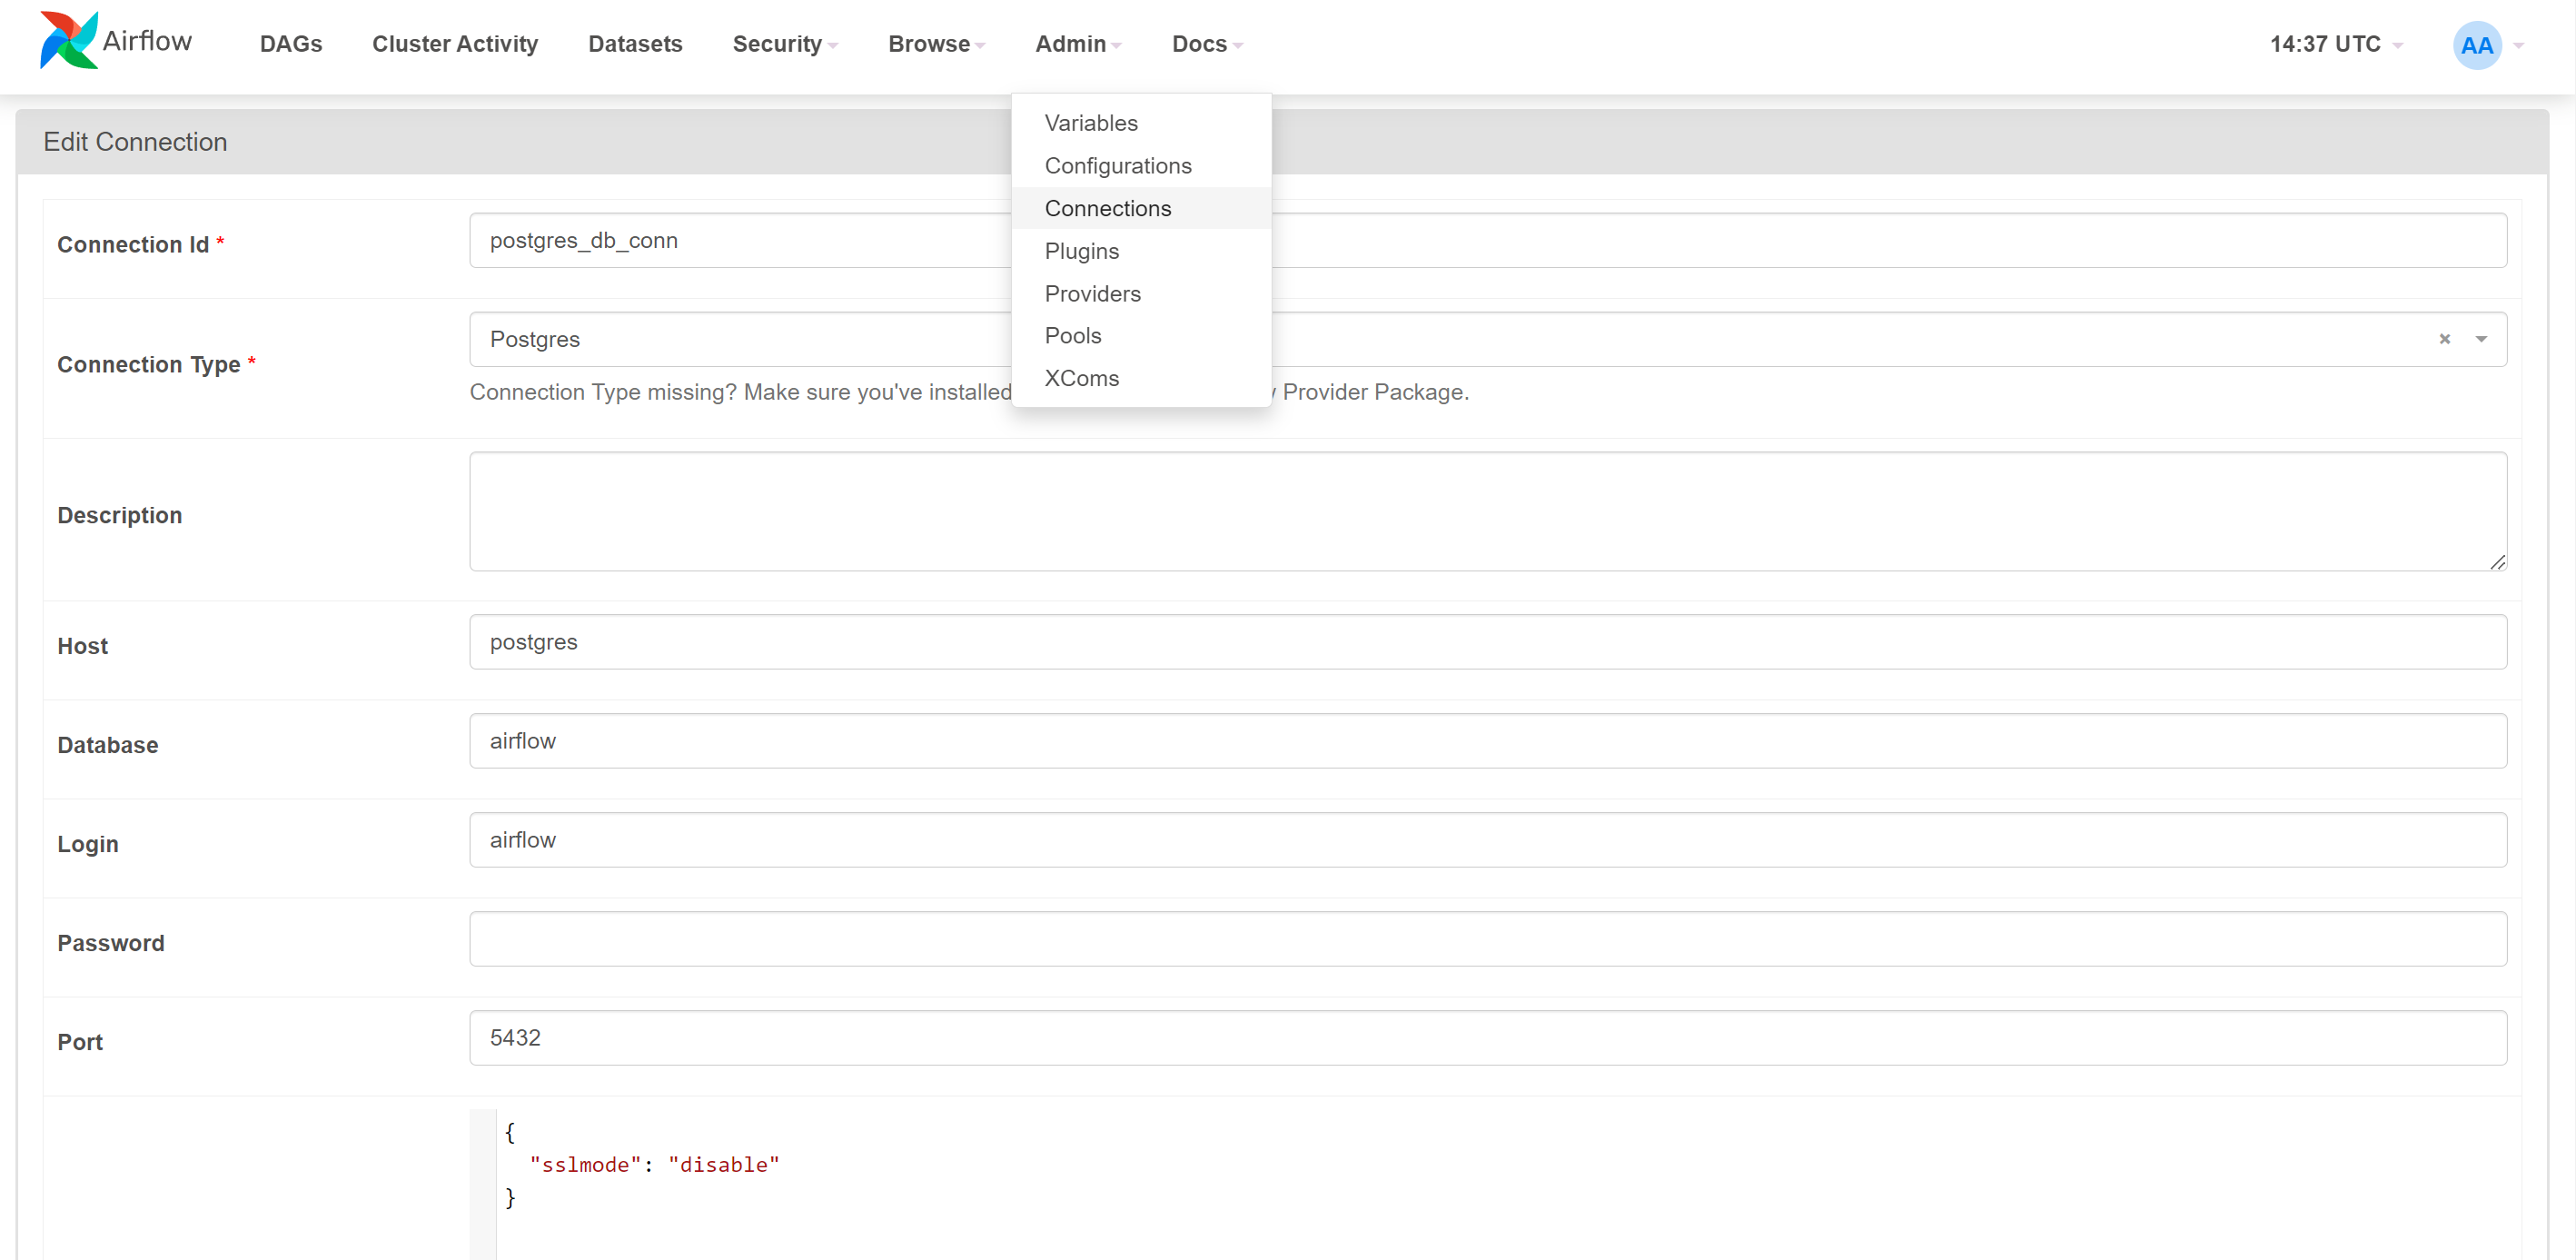 Airflow DAGs Cluster Activity Datasets Security Browse Admin Docs 14:37 UTC AA
Variables
Configurations
Connections
Plugins
Providers
Pools
XComs
Edit Connection
Connection Id * postgres_db_conn
Connection Type * Postgres ×
Connection Type missing? Make sure you've installed Provider Package.
Description
Host postgres
Database airflow
Login airflow
Password
Port 5432
{
"sslmode": "disable"
}